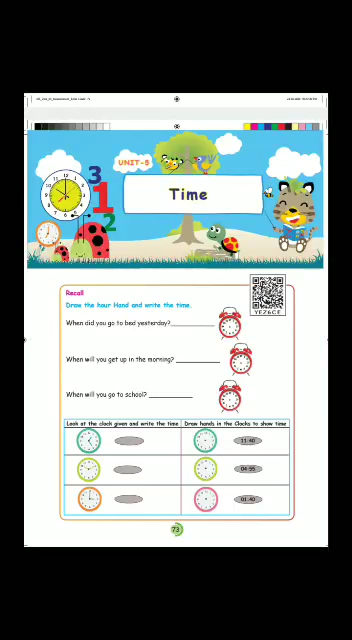 UNIT-5
3
1
2
Time
Recall
Draw the hour Hand and write the time.
YEZ6CE
When did you go to bed yesterday?
When will you get up in the morning?
When will you go to school?
Look at the clock given and write the time
Draw hands in the Clocks to show time
11:40
04:55
01:40
73